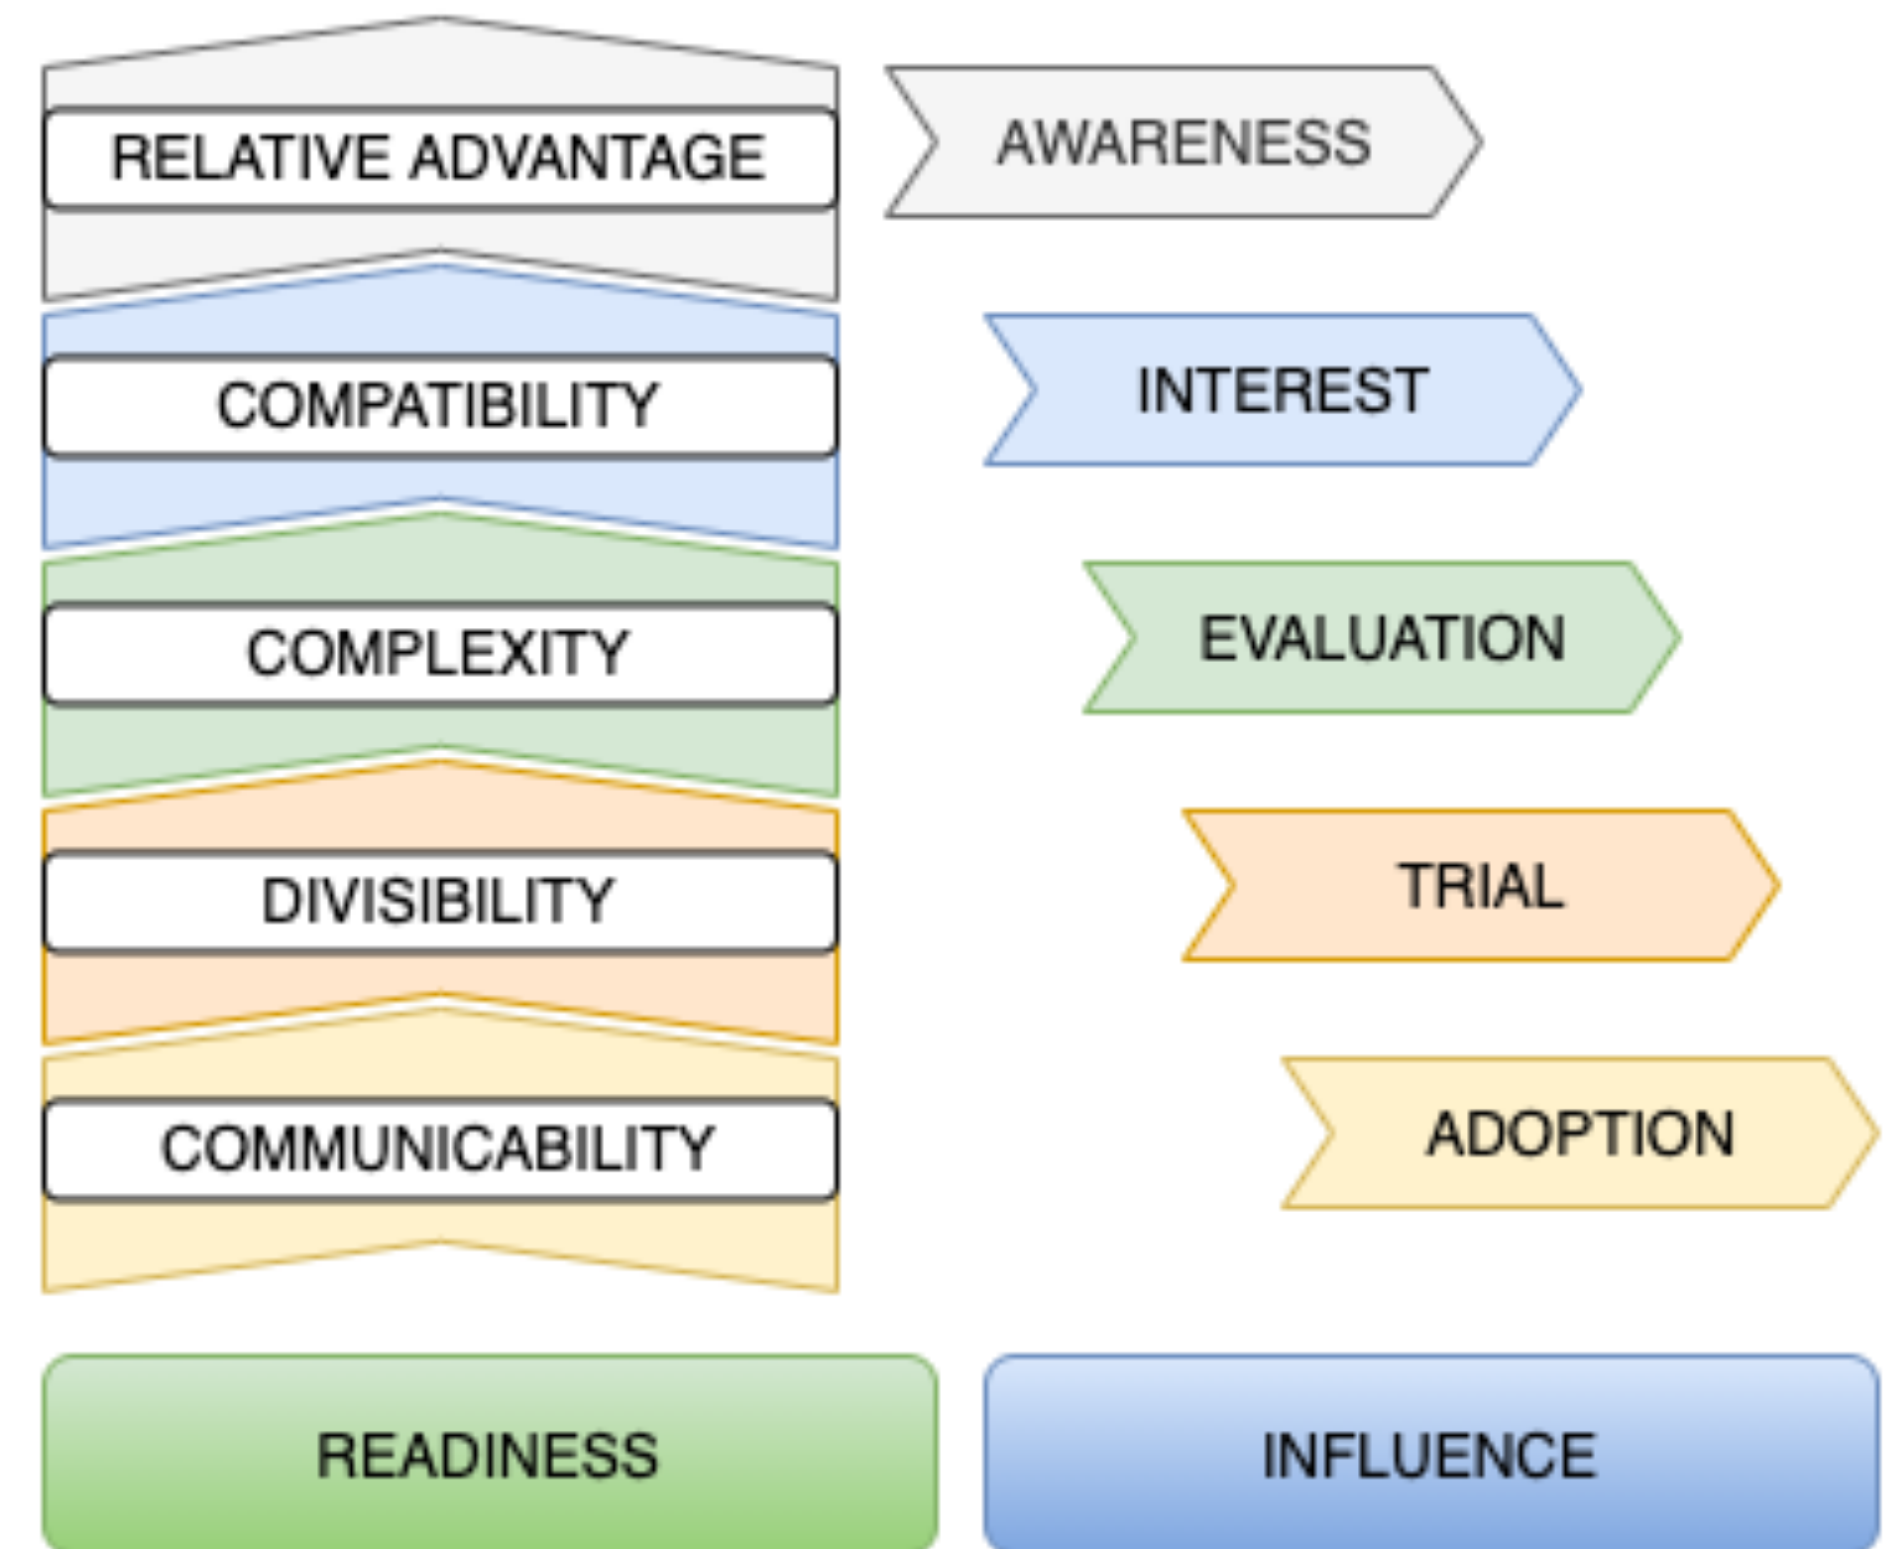 RELATIVE ADVANTAGE
AWARENESS
COMPATIBILITY
INTEREST
COMPLEXITY
EVALUATION
DIVISIBILITY
TRIAL
COMMUNICABILITY
ADOPTION
READINESS
INFLUENCE